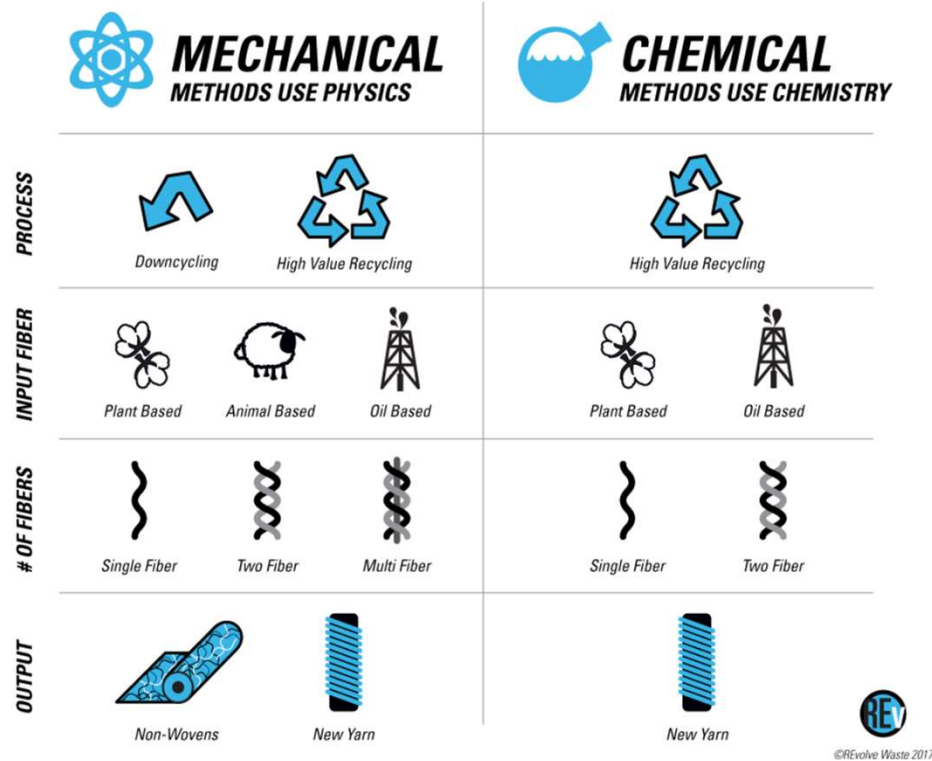 MECHANICAL
METHODS USE PHYSICS
CHEMICAL
METHODS USE CHEMISTRY
PROCESS
Downcycling
High Value Recycling
High Value Recycling
INPUT FIBER
Plant Based
Animal Based
Oil Based
Plant Based
Oil Based
# OF FIBERS
Single Fiber
Two Fiber
Multi Fiber
Single Fiber
Two Fiber
OUTPUT
Non-Wovens
New Yarn
New Yarn
REv
©REvolve Waste 2017